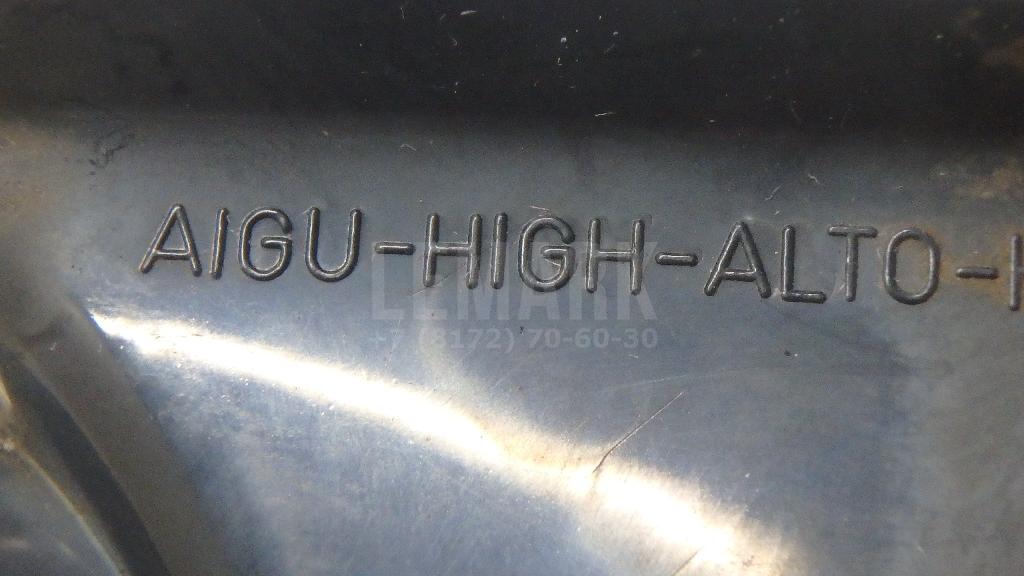 AIGU-HIGH-ALTO-H
LEMARK
+7 (8172) 70-60-30